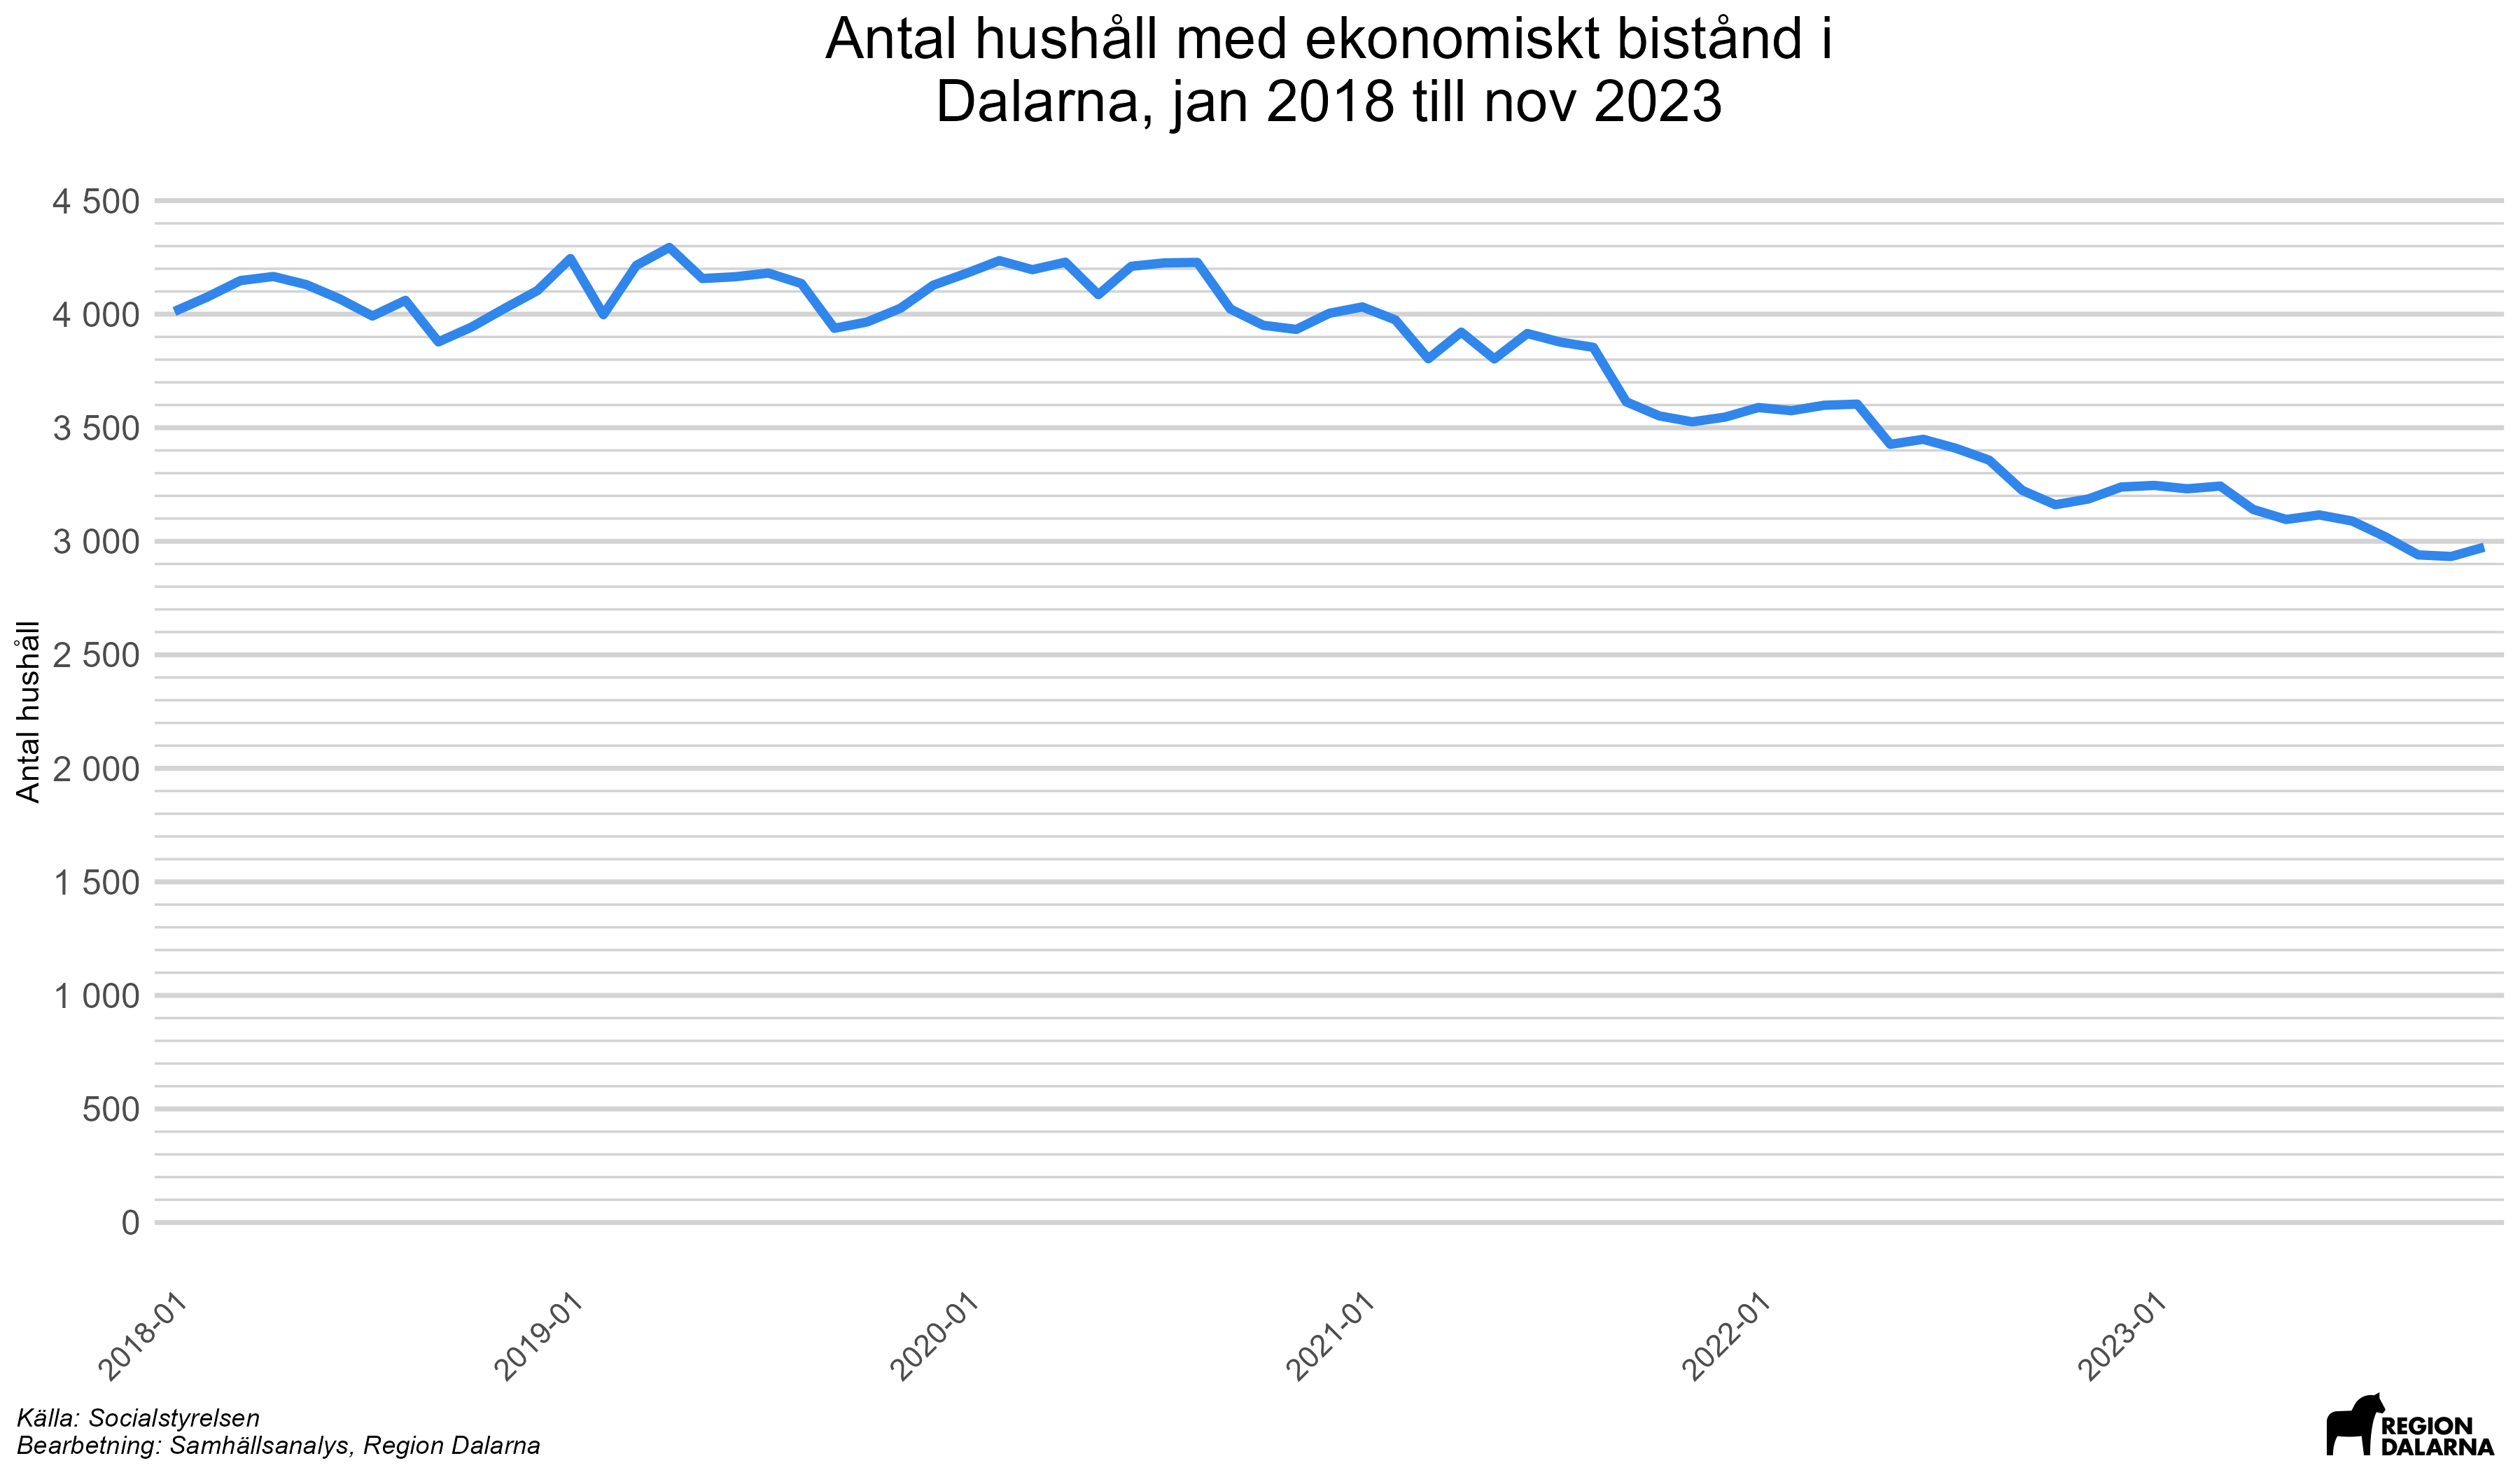 Antal hushåll med ekonomiskt bistånd i
Dalarna, jan 2018 till nov 2023
4 500
4 000
3 500
3 000
2 500
2 000
1 500
1 000
500
0
Antal hushåll
2018-01
2019-01
2020-01
2021-01
2022-01
2023-01
Källa: Socialstyrelsen
Bearbetning: Samhällsanalys, Region Dalarna
REGION
DALARNA